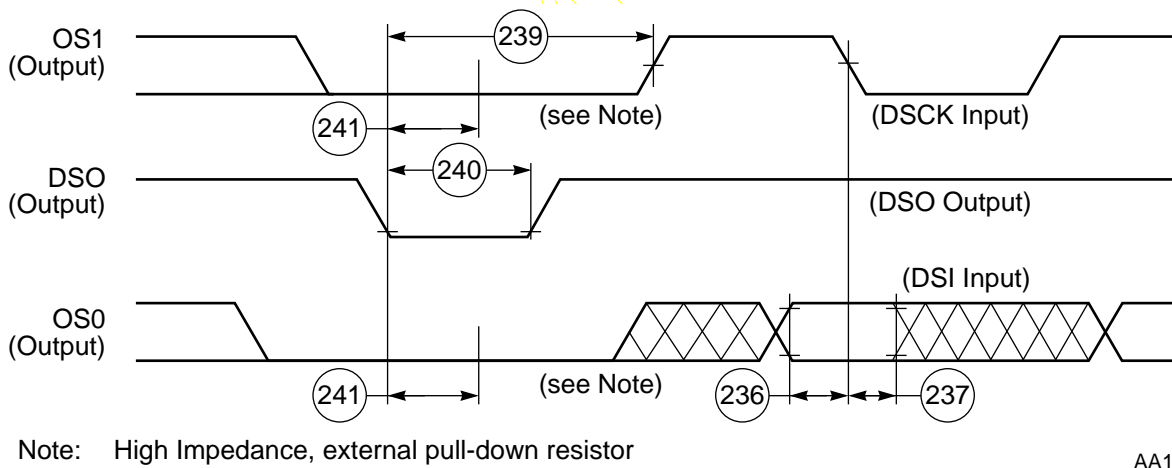 239
OS1
(Output)
(see Note)
(DSCK Input)
241
240
DSO
(Output)
(DSO Output)
(DSI Input)
OS0
(Output)
(see Note)
241
236
237
Note: High Impedance, external pull-down resistor
AA1